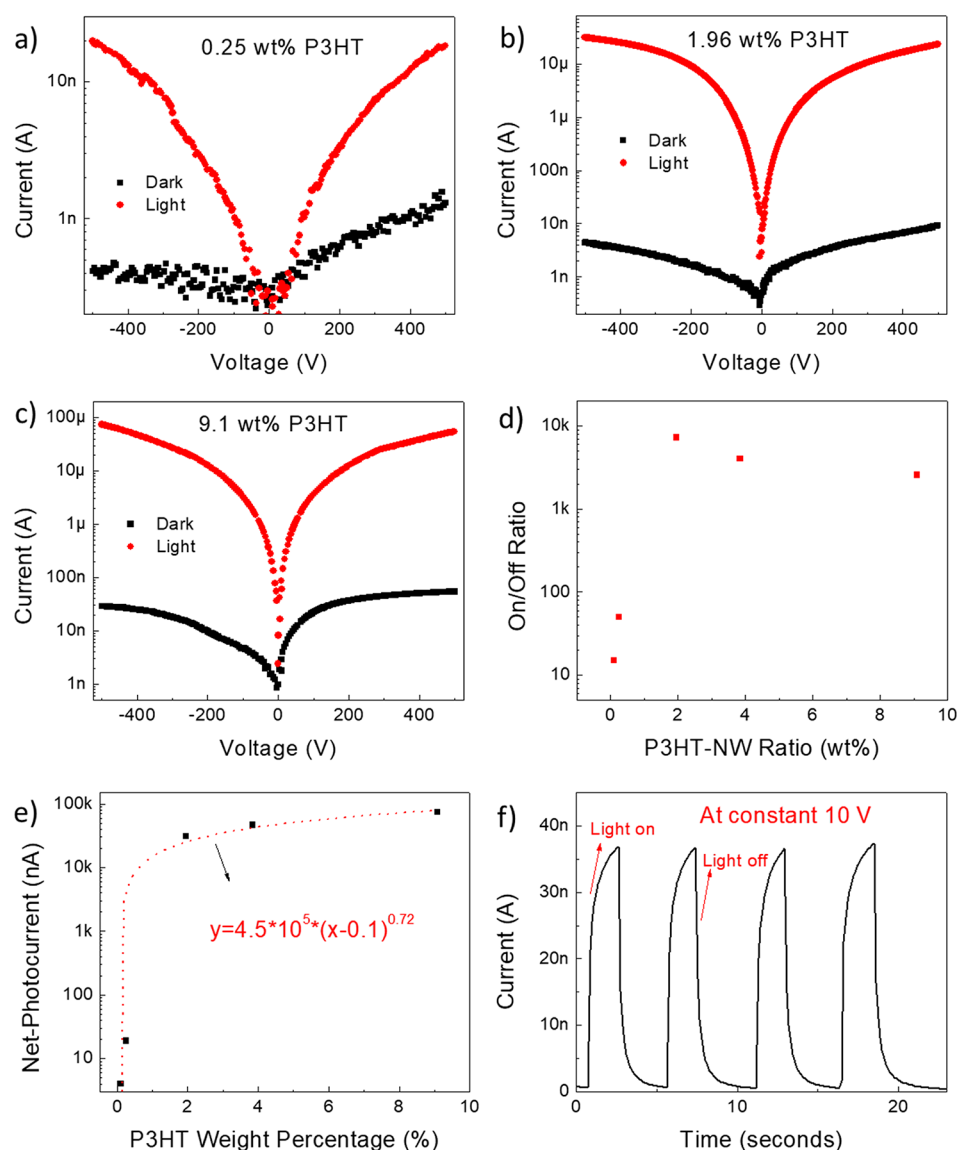 a)
0.25 wt% P3HT
10n
1n
Current (A)
Dark
Light
-400
-200
0
200
400
Voltage (V)
b)
1.96 wt% P3HT
10µ
1µ
100n
10n
1n
Current (A)
Dark
Light
-400
-200
0
200
400
Voltage (V)
c)
9.1 wt% P3HT
100µ
10µ
1µ
100n
10n
1n
Current (A)
Dark
Light
-400
-200
0
200
400
Voltage (V)
d)
10k
1k
100
10
On/Off Ratio
0
2
4
6
8
10
P3HT-NW Ratio (wt%)
e)
100k
10k
1k
100
10
Net-Photocurrent (nA)
y=4.5*10^5*(x-0.1)^0.72
0
2
4
6
8
10
P3HT Weight Percentage (%)
f)
At constant 10 V
Light on
Light off
40n
30n
20n
10n
0
Current (A)
0
10
20
Time (seconds)